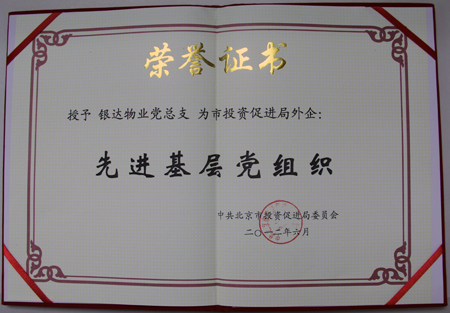 荣誉证书
授予 银达物业党总支 为市投资促进局外企：
先进基层党组织
中共北京市投资促进局委员会
二〇一二年六月